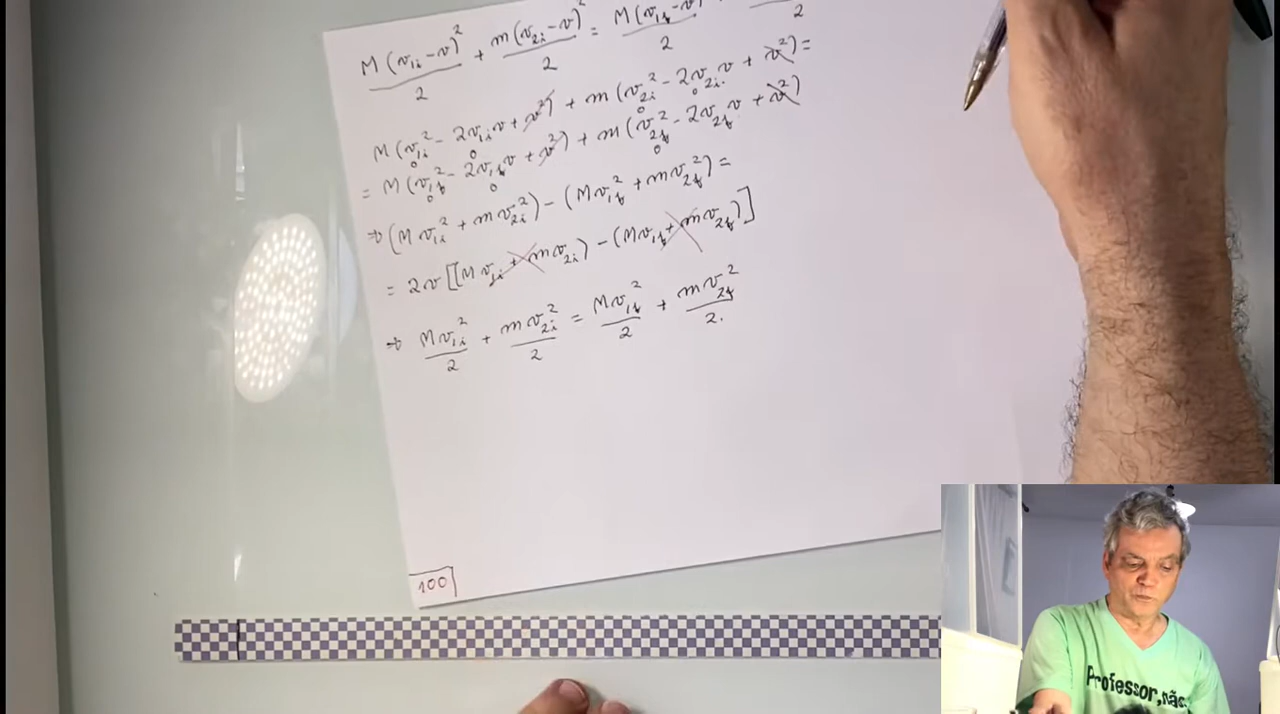 M(v₁ᵢ-v)²/2 + m(v₂ᵢ-v)²/2 = M(v₁f-v)/2 2
M(v₁ᵢ² - 2v₁ᵢv + v²) + m(v₂ᵢ² - 2v₂ᵢv + v²) =
= M(v₁f² - 2v₁fv + v²) + m(v₂f² - 2v₂fv + v²)
⇒ (Mv₁ᵢ² + mv₂ᵢ²) - (Mv₁f² + mv₂f²) =
= 2v[(Mv₁ᵢ + mv₂ᵢ) - (Mv₁f + mv₂f)]
⇒ Mv₁ᵢ²/2 + mv₂ᵢ²/2 = Mv₁f²/2 + mv₂f²/2.
100
Professor, não